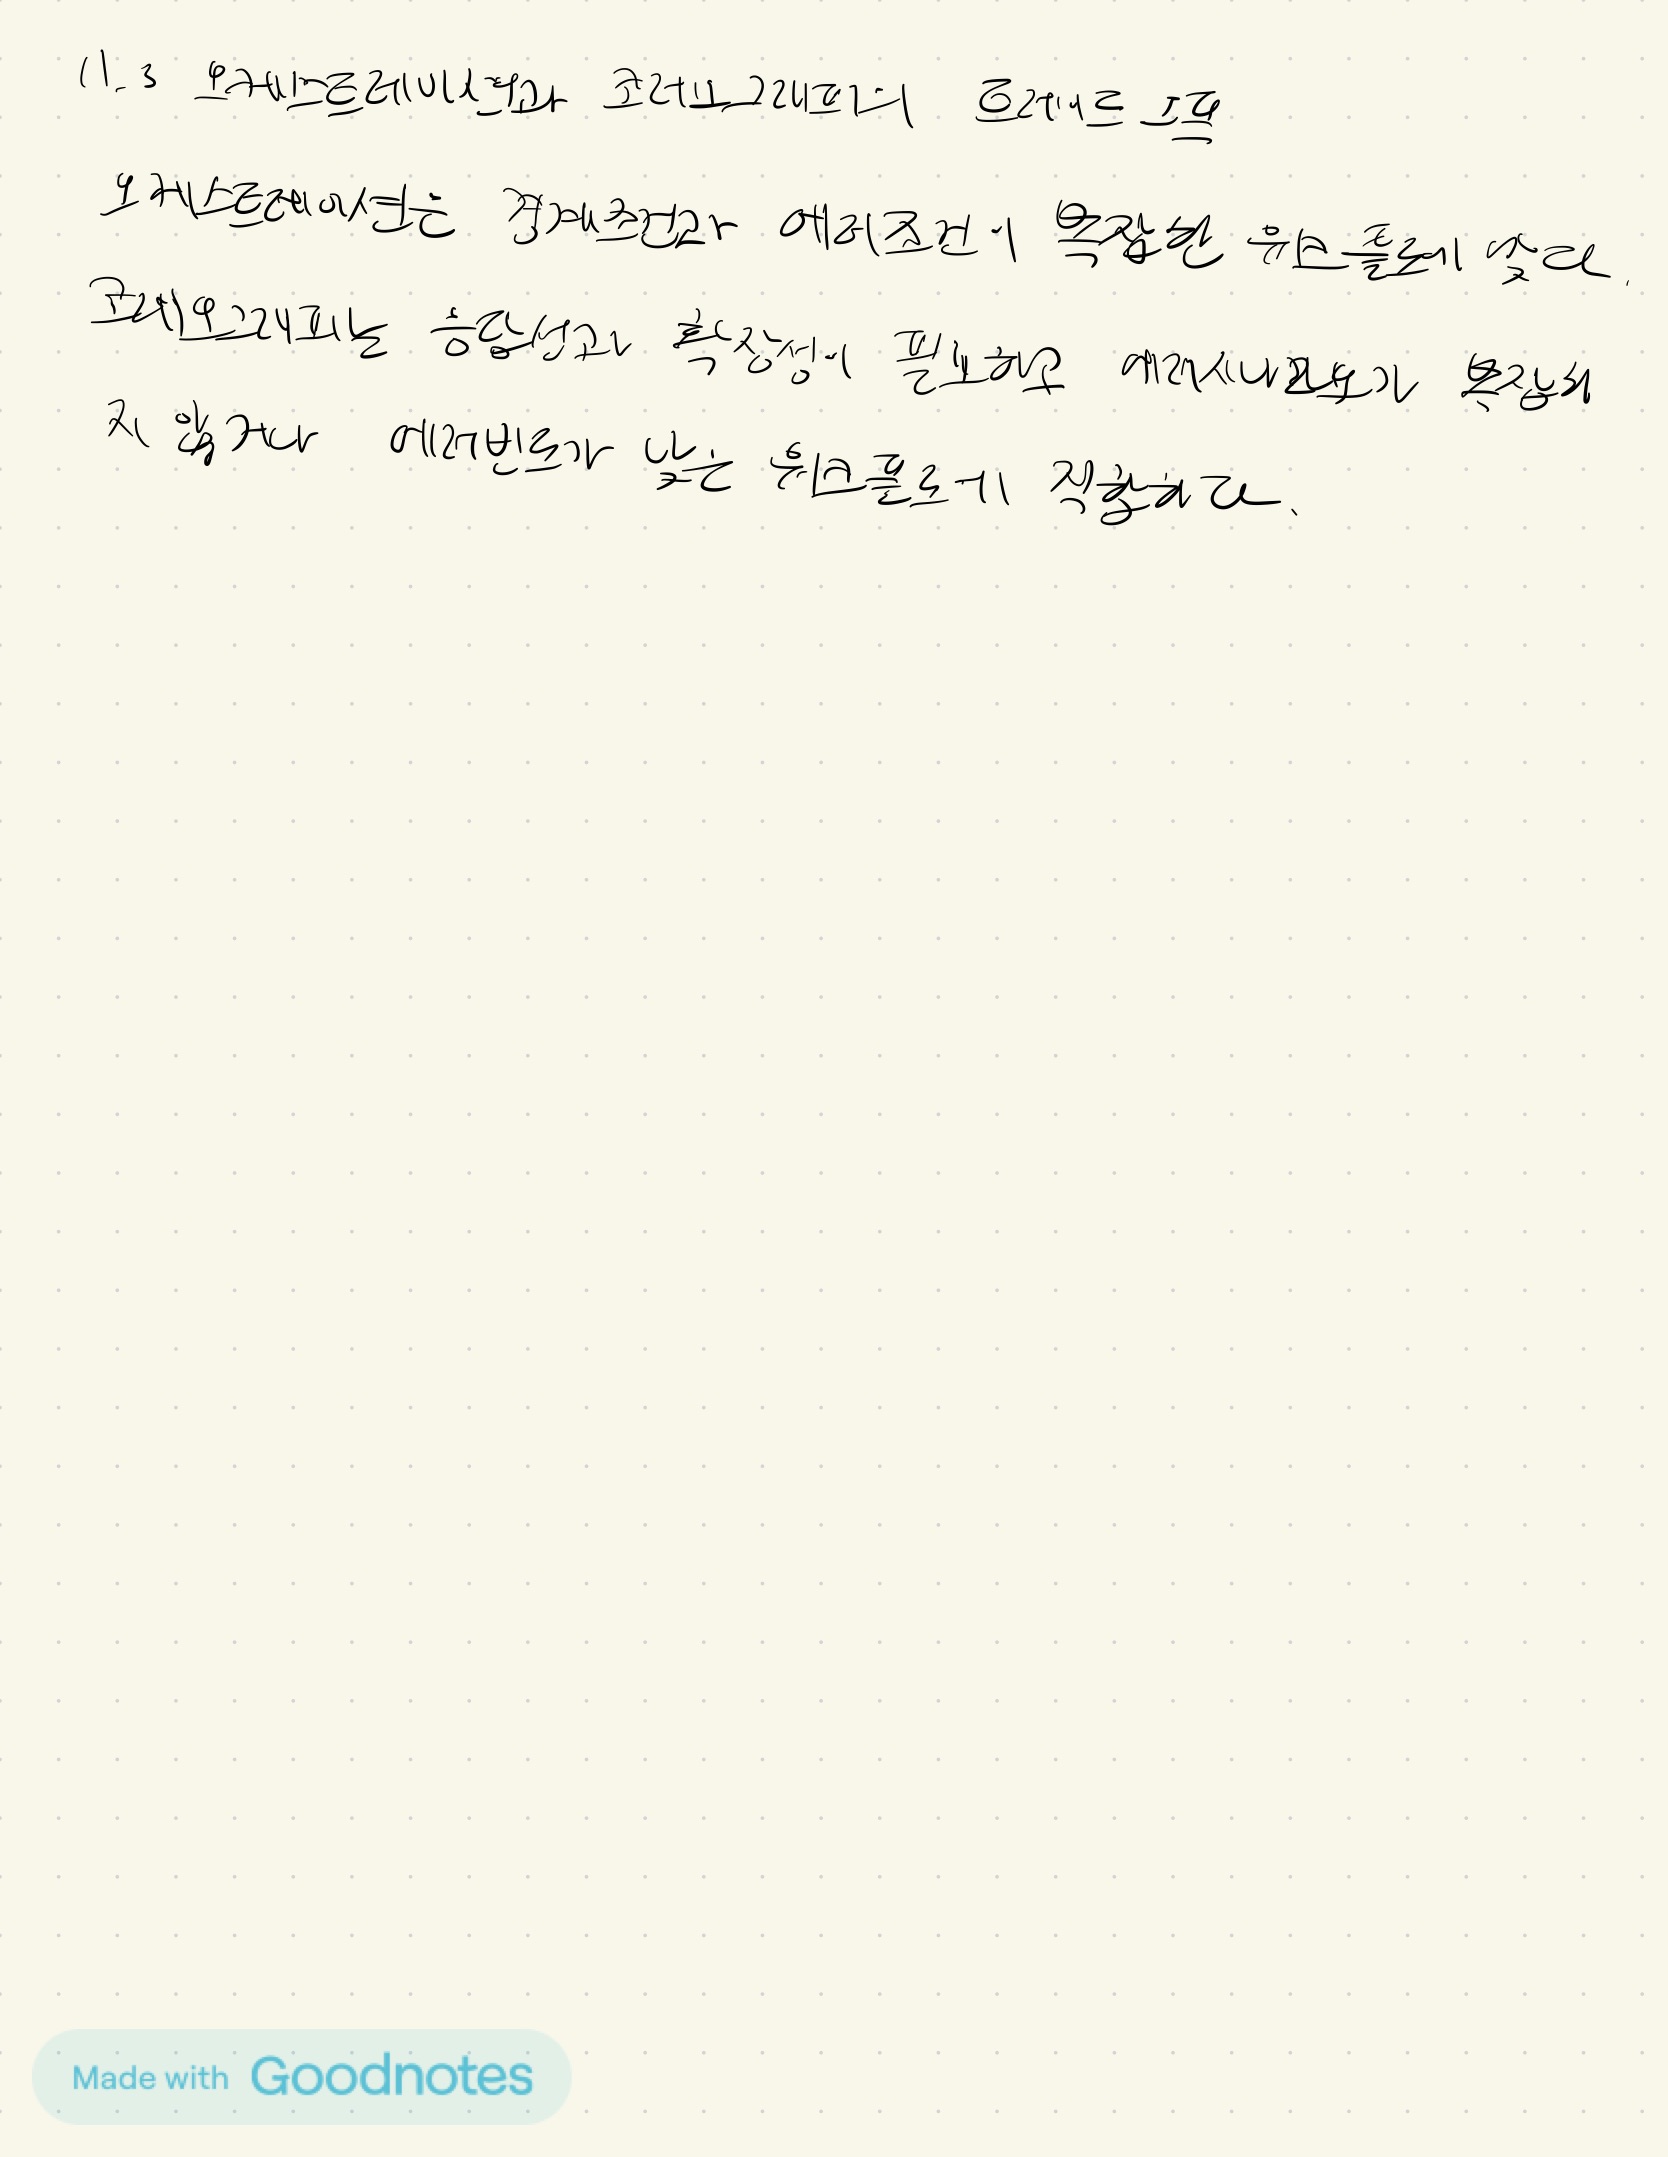 11.3 오케스트레이션과 코레오그래피의 트레이드 오프
오케스트레이션은 경계조건과 에러조건이 복잡한 워크플로에 맞다.
코레오그래피는 응답성과 확장성이 필요하고 에러시나리오가 복잡하
지 않거나 에러빈도가 낮은 워크플로에 적합하다.
Made with Goodnotes